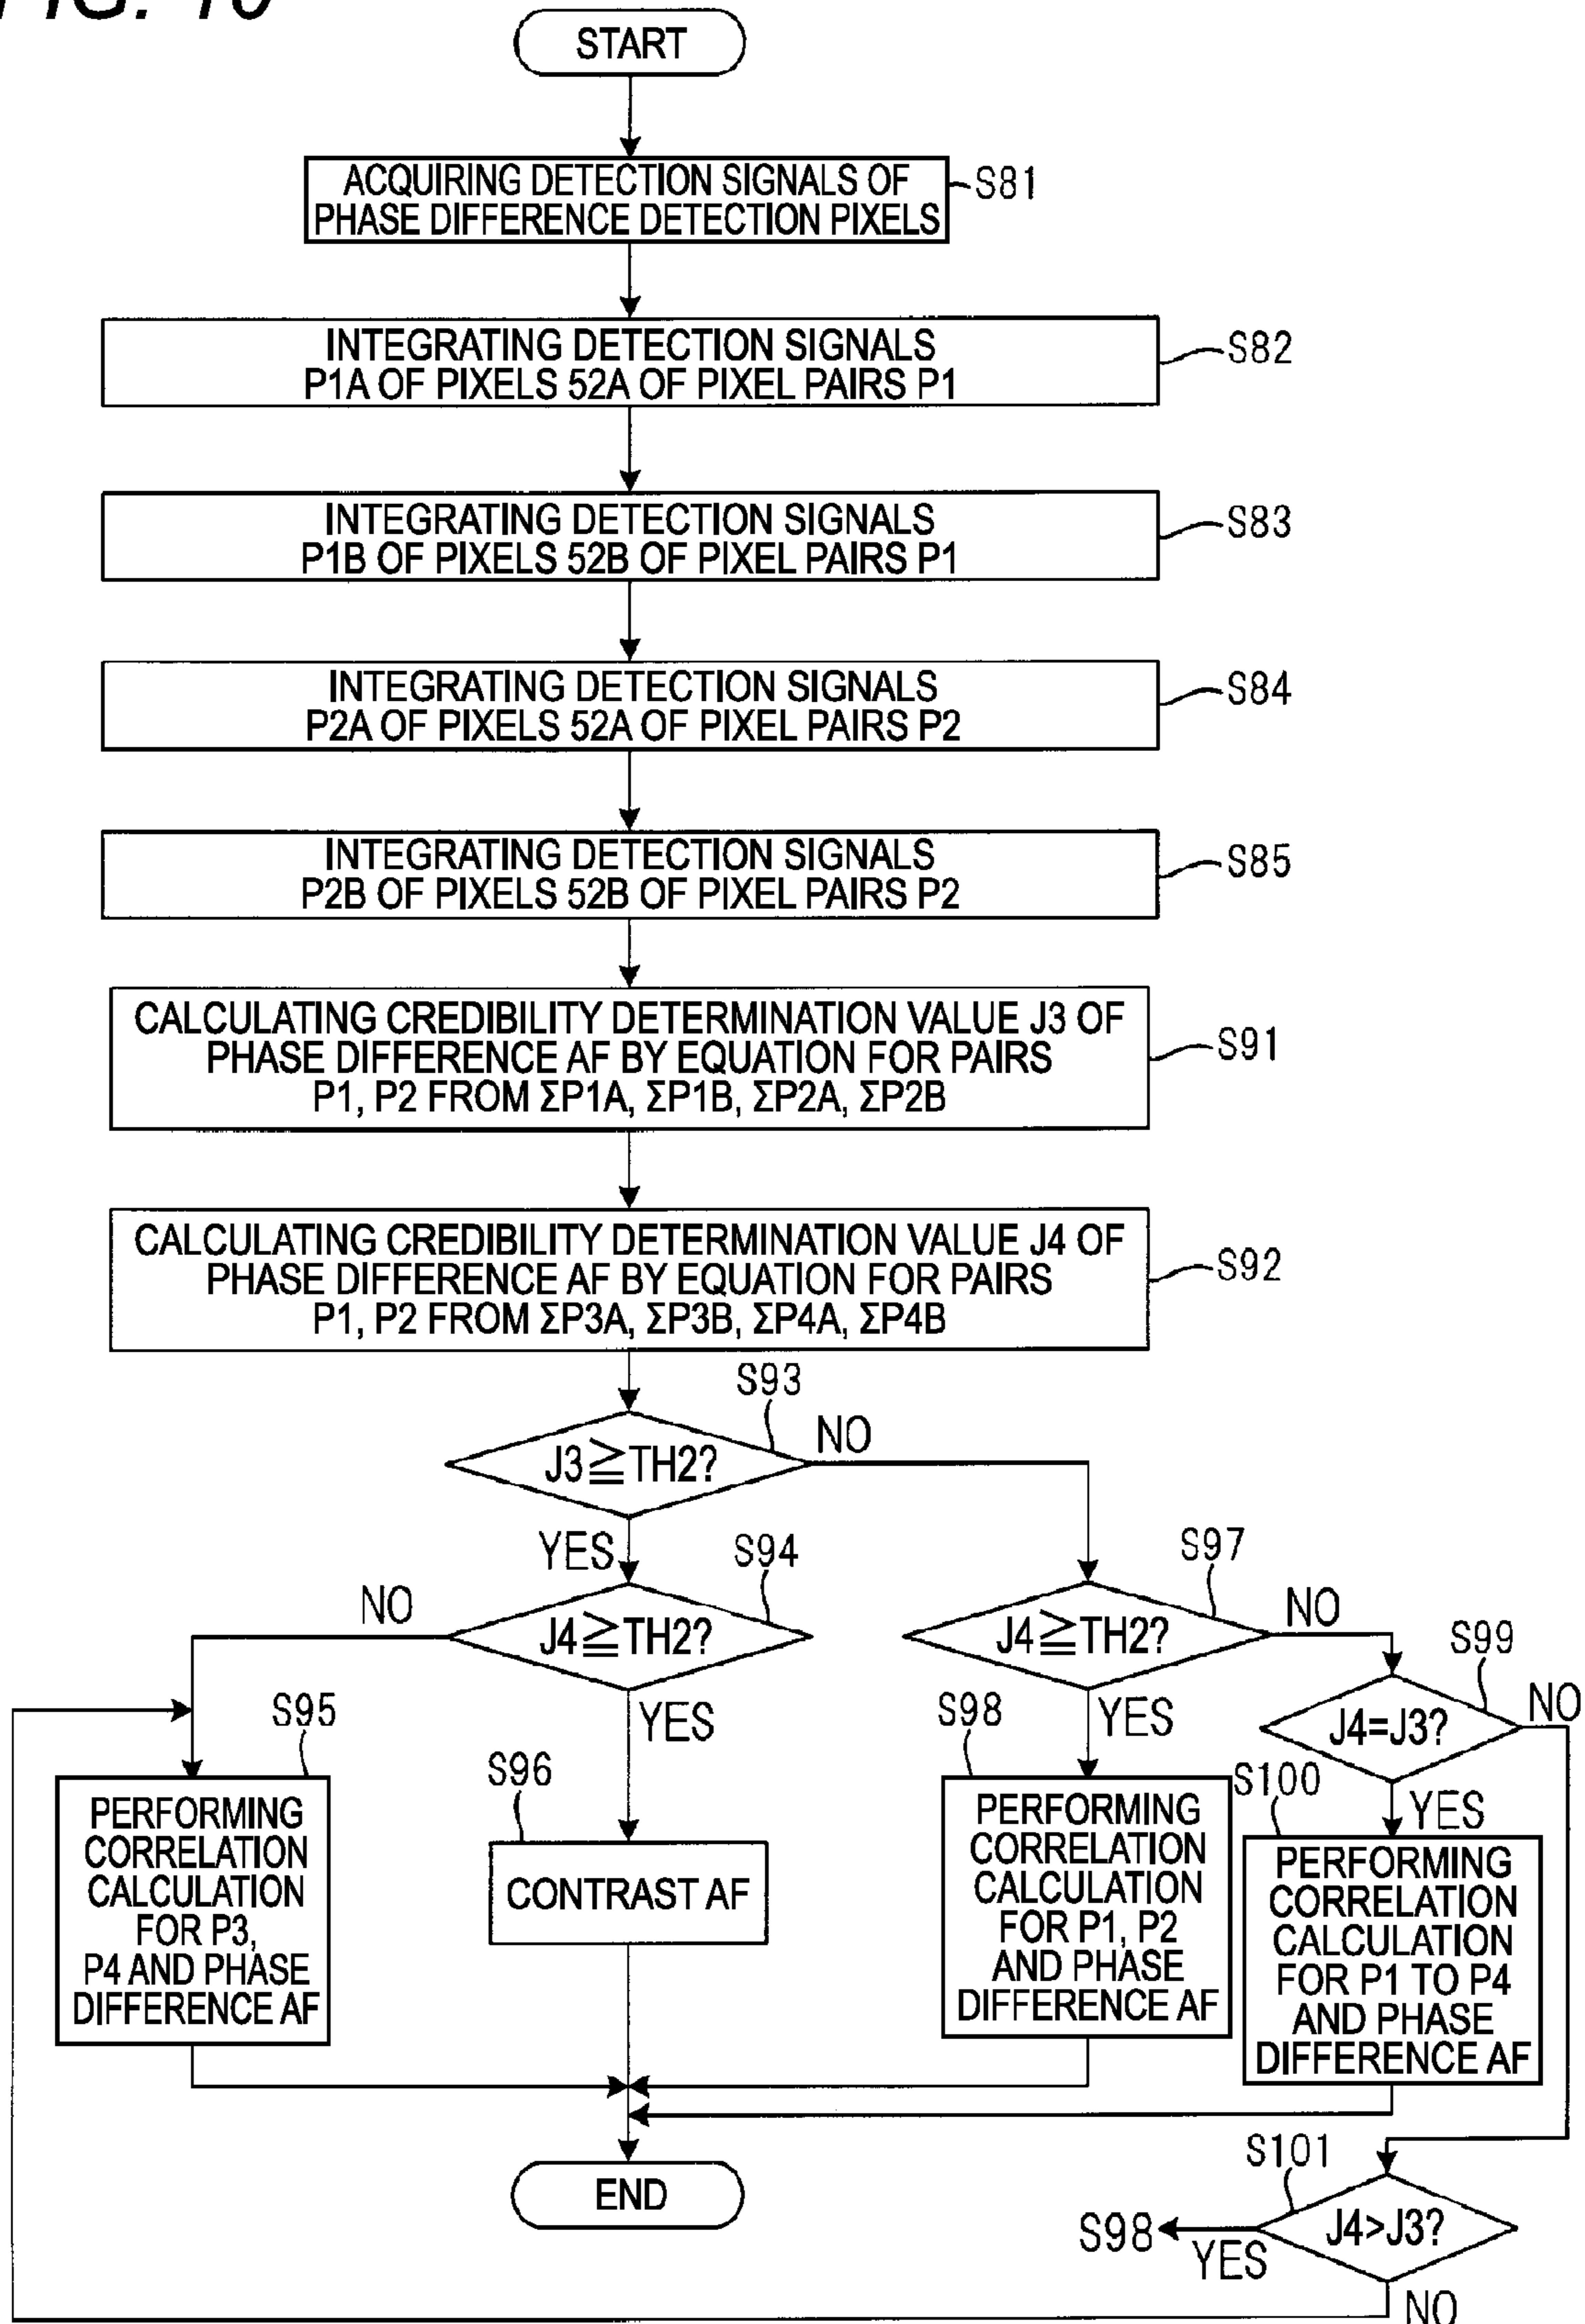 START
ACQUIRING DETECTION SIGNALS OF
PHASE DIFFERENCE DETECTION PIXELS
S81
INTEGRATING DETECTION SIGNALS
P1A OF PIXELS 52A OF PIXEL PAIRS P1
S82
INTEGRATING DETECTION SIGNALS
P1B OF PIXELS 52B OF PIXEL PAIRS P1
S83
INTEGRATING DETECTION SIGNALS
P2A OF PIXELS 52A OF PIXEL PAIRS P2
S84
INTEGRATING DETECTION SIGNALS
P2B OF PIXELS 52B OF PIXEL PAIRS P2
S85
CALCULATING CREDIBILITY DETERMINATION VALUE J3 OF
PHASE DIFFERENCE AF BY EQUATION FOR PAIRS
P1, P2 FROM ΣP1A, ΣP1B, ΣP2A, ΣP2B
S91
CALCULATING CREDIBILITY DETERMINATION VALUE J4 OF
PHASE DIFFERENCE AF BY EQUATION FOR PAIRS
P1, P2 FROM ΣP3A, ΣP3B, ΣP4A, ΣP4B
S92
S93
J3≧TH2?
NO
YES
S94
J4≧TH2?
NO
YES
S97
J4≧TH2?
NO
YES
S99
J4=J3?
NO
YES
S95
PERFORMING
CORRELATION
CALCULATION
FOR P3,
P4 AND PHASE
DIFFERENCE AF
S96
CONTRAST AF
S98
PERFORMING
CORRELATION
CALCULATION
FOR P1, P2
AND PHASE
DIFFERENCE AF
S100
PERFORMING
CORRELATION
CALCULATION
FOR P1 TO P4
AND PHASE
DIFFERENCE AF
END
S101
J4>J3?
S98
YES
NO